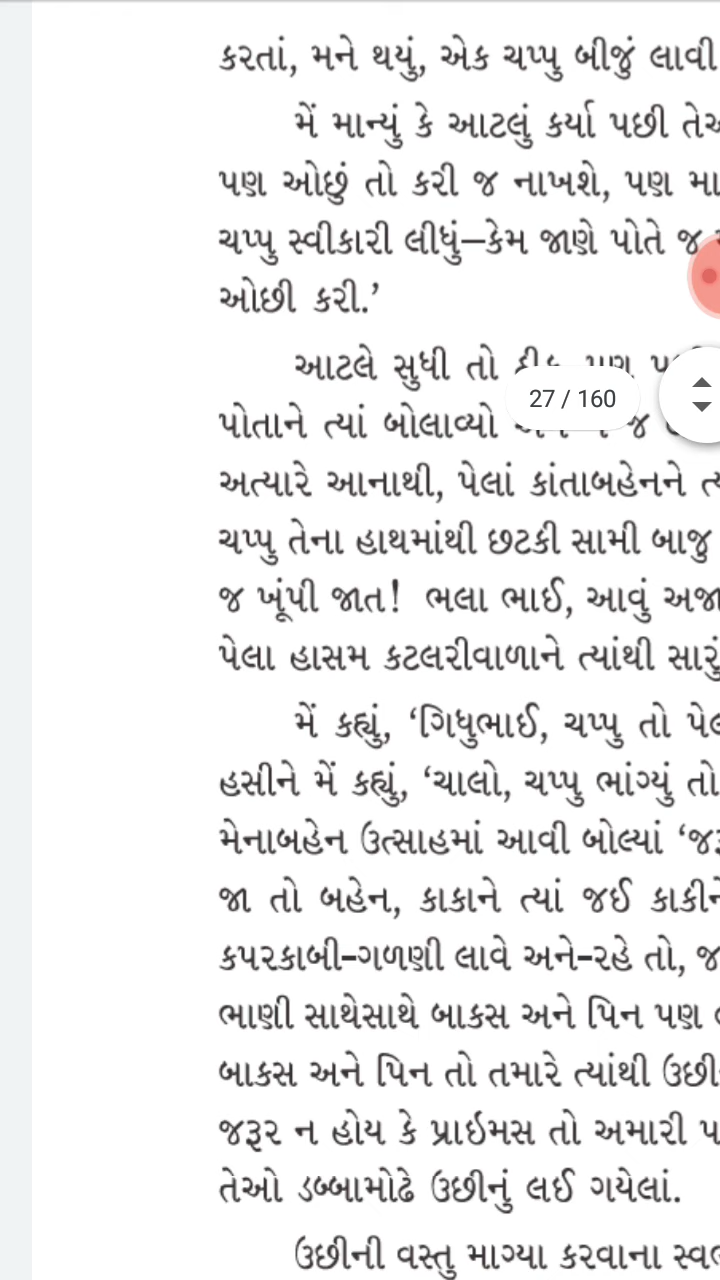 કરતાં, મને થયું, એક ચપ્પુ બીજું લાવી
મેં માન્યું કે આટલું કર્યા પછી
પણ ઓછું તો કરી જ નાખશે, પણ
ચપ્પુ સ્વીકારી લીધું–કેમ જાણે પોતે જ
ઓછી કરી.’
આટલે સુધી તો
27 / 160
પોતાને ત્યાં બોલાવ્યો જ
અત્યારે આનાથી, પેલાં કાંતાબહેનને
ચપ્પુ તેના હાથમાંથી છટકી સામી બાજુ
જ ખૂંપી જાત! ભલા ભાઈ, આવું
પેલા હાસમ કટલરીવાળાને ત્યાંથી સારું
મેં કહ્યું, ‘ગિધુભાઈ, ચપ્પુ તો
હસીને મેં કહ્યું, ‘ચાલો, ચપ્પુ ભાંગ્યું તો
મેનાબહેન ઉત્સાહમાં આવી બોલ્યાં
જા તો બહેન, કાકાને ત્યાં જઈ
કપરકાબી–ગળણી લાવે અને–રહે તો,
ભાણી સાથેસાથે બાકસ અને પિન પણ
બાકસ અને પિન તો તમારે ત્યાંથી
જરૂર ન હોય કે પ્રાઇમસ તો અમારી
તેઓ ડબ્બામોઢે ઉછીનું લઈ ગયેલાં.
ઉછીની વસ્તુ માગ્યા કરવાના